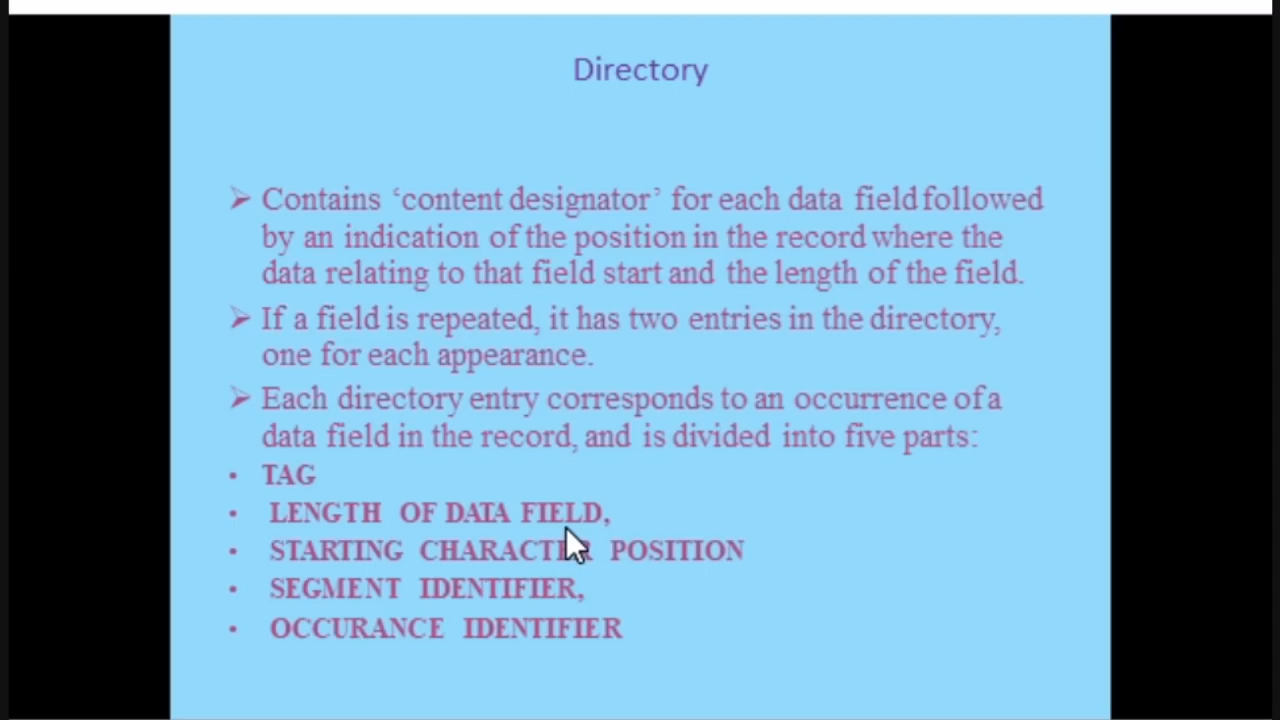 Directory
➢ Contains ‘content designator’ for each data field followed
by an indication of the position in the record where the
data relating to that field start and the length of the field.
➢ If a field is repeated, it has two entries in the directory,
one for each appearance.
➢ Each directory entry corresponds to an occurrence of a
data field in the record, and is divided into five parts:
• TAG
• LENGTH OF DATA FIELD,
• STARTING CHARACTER POSITION
• SEGMENT IDENTIFIER,
• OCCURANCE IDENTIFIER